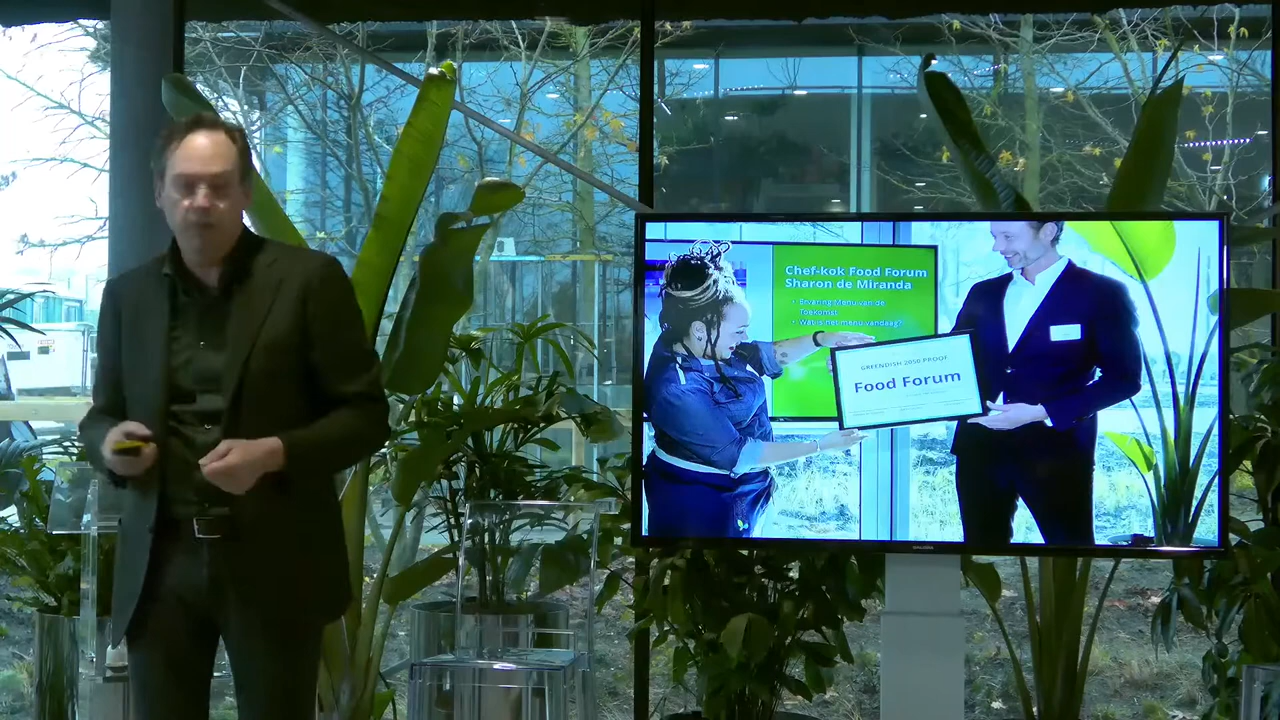 Chef-kok Food Forum
Sharon de Miranda
• Ervaring Menu van de
Toekomst
• Wat is het menu vandaag?
GREENDISH 2050 PROOF
Food Forum